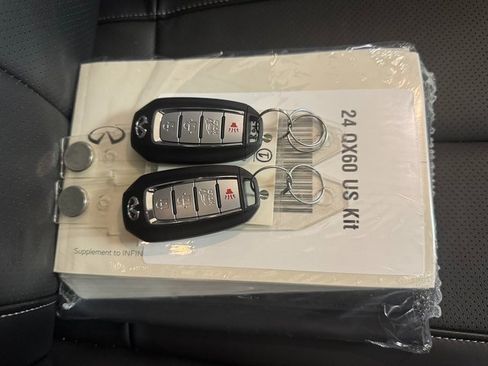 24 QX60 US Kit
Supplement to INFIN